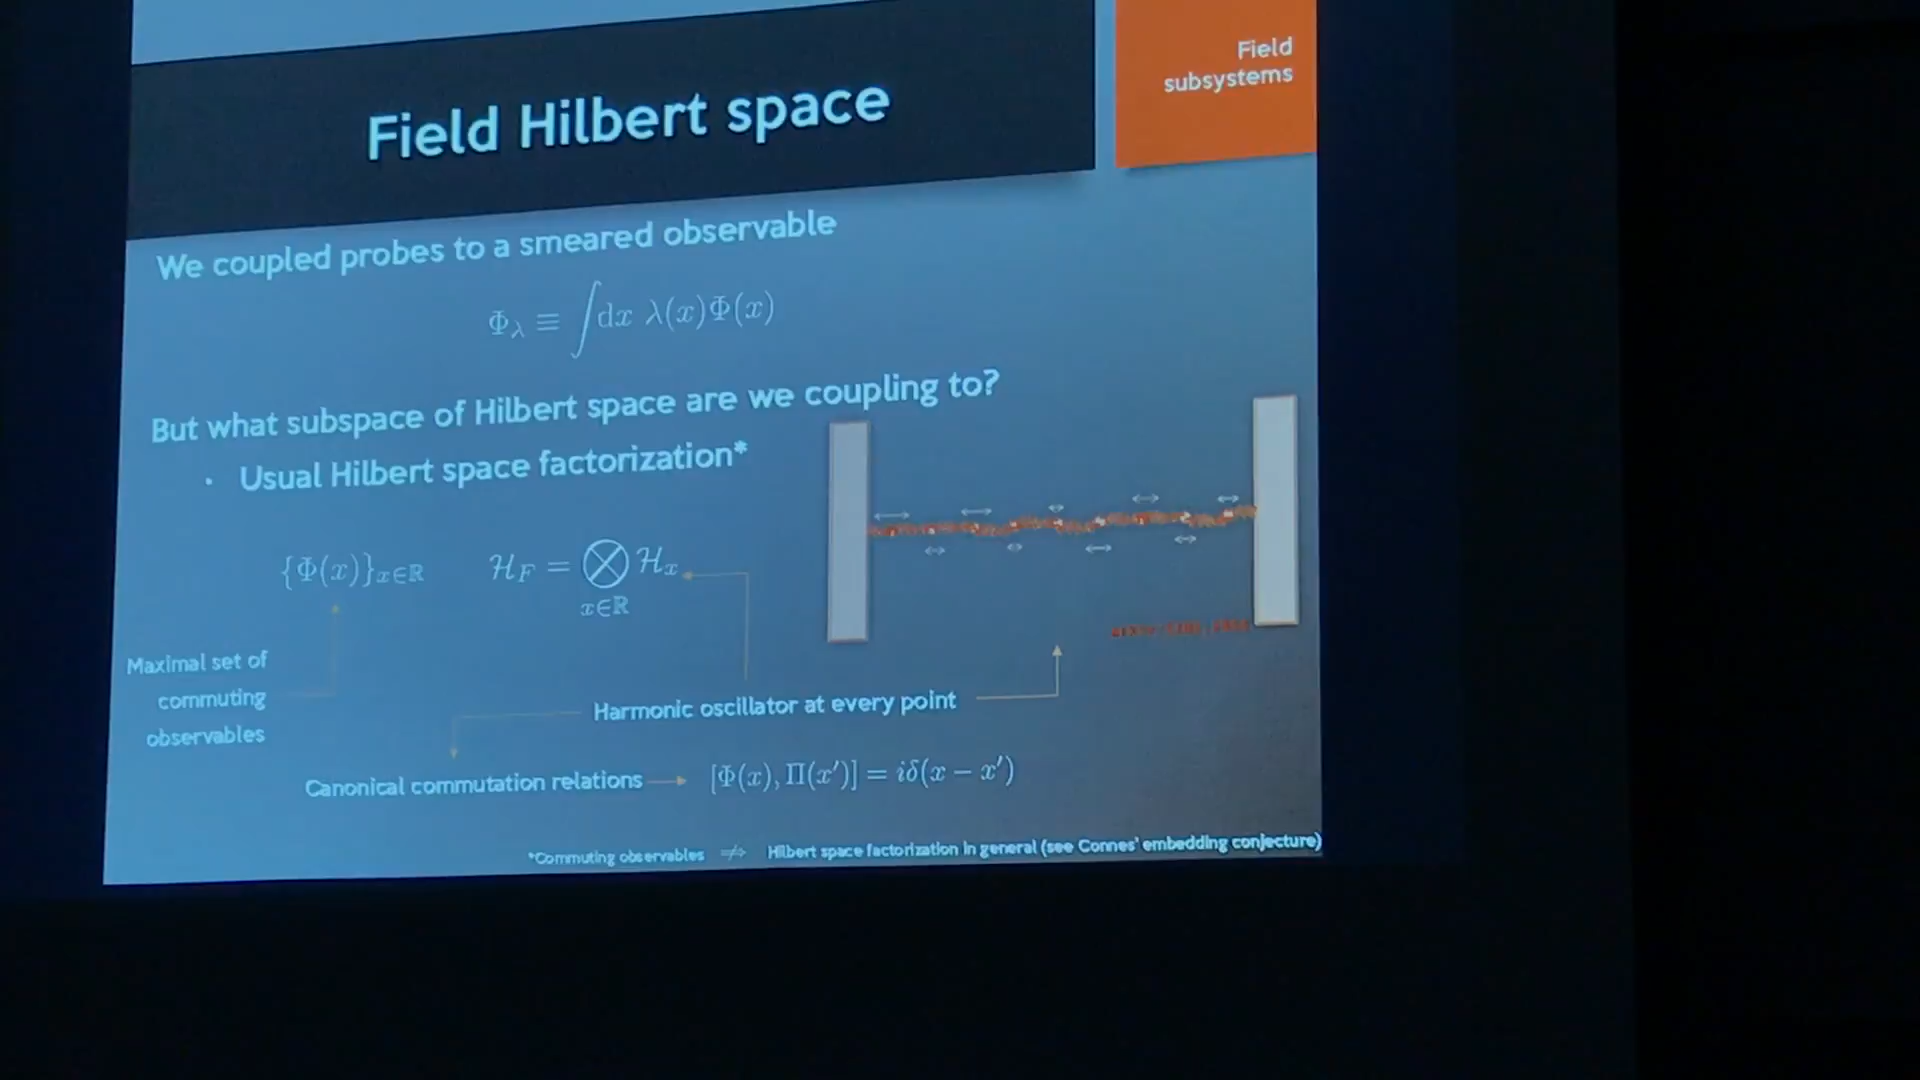 Field
subsystems
Field Hilbert space
We coupled probes to a smeared observable
Φ_λ ≡ ∫dx λ(x)Φ(x)
But what subspace of Hilbert space are we coupling to?
· Usual Hilbert space factorization*
{Φ(x)}_{x∈ℝ} ℋ_F = ⊗_{x∈ℝ} ℋ_x
Maximal set of
commuting
observables
Harmonic oscillator at every point
Canonical commutation relations → [Φ(x), Π(x′)] = iδ(x − x′)
*Commuting observables ⇏ Hilbert space factorization in general (see Connes' embedding conjecture)